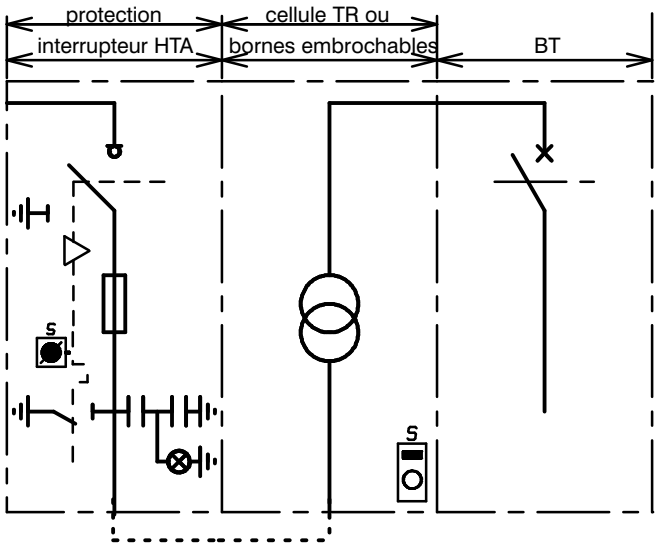 protection
interrupteur HTA
cellule TR ou
bornes embrochables
BT
S
S